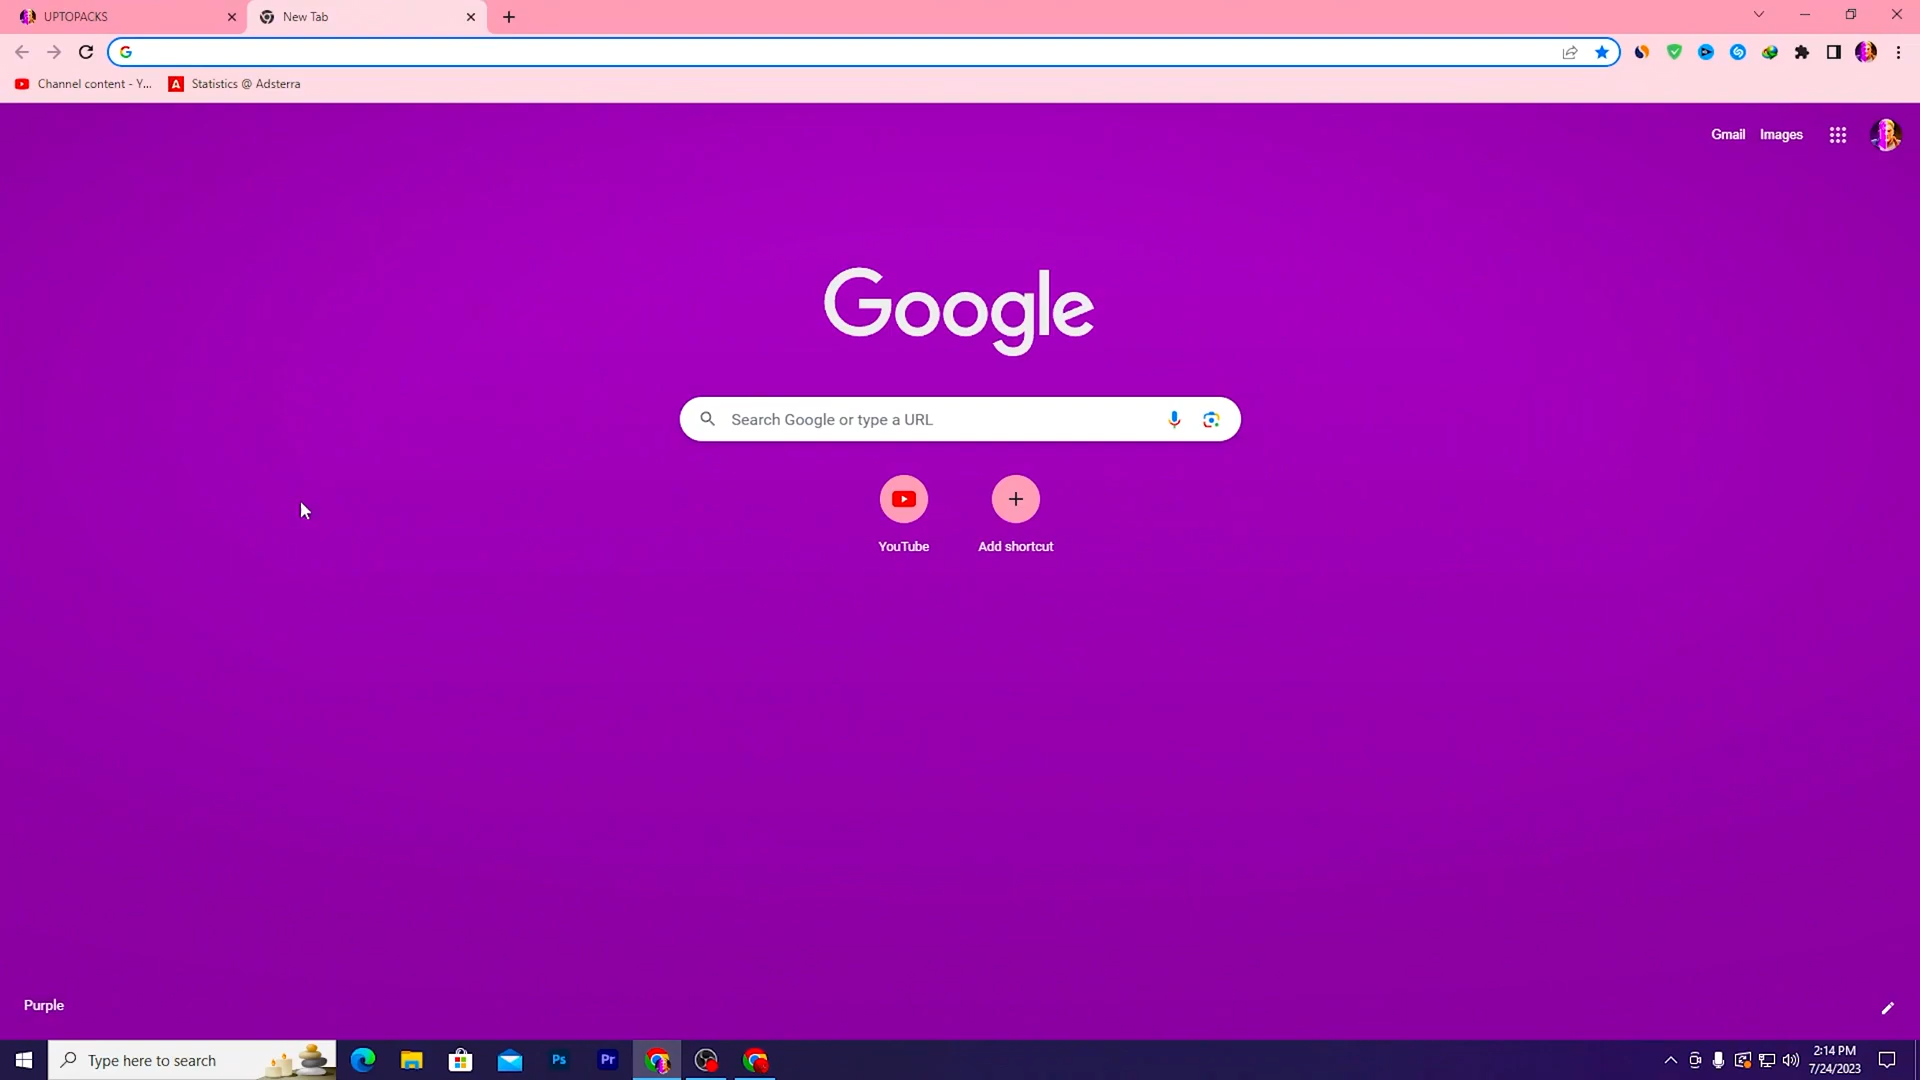 UPTOPACKS
New Tab
Channel content - Y...
Statistics @ Adsterra
Gmail
Images
Google
Search Google or type a URL
YouTube
Add shortcut
Purple
Type here to search
Ps
Pr
2:14 PM
7/24/2023